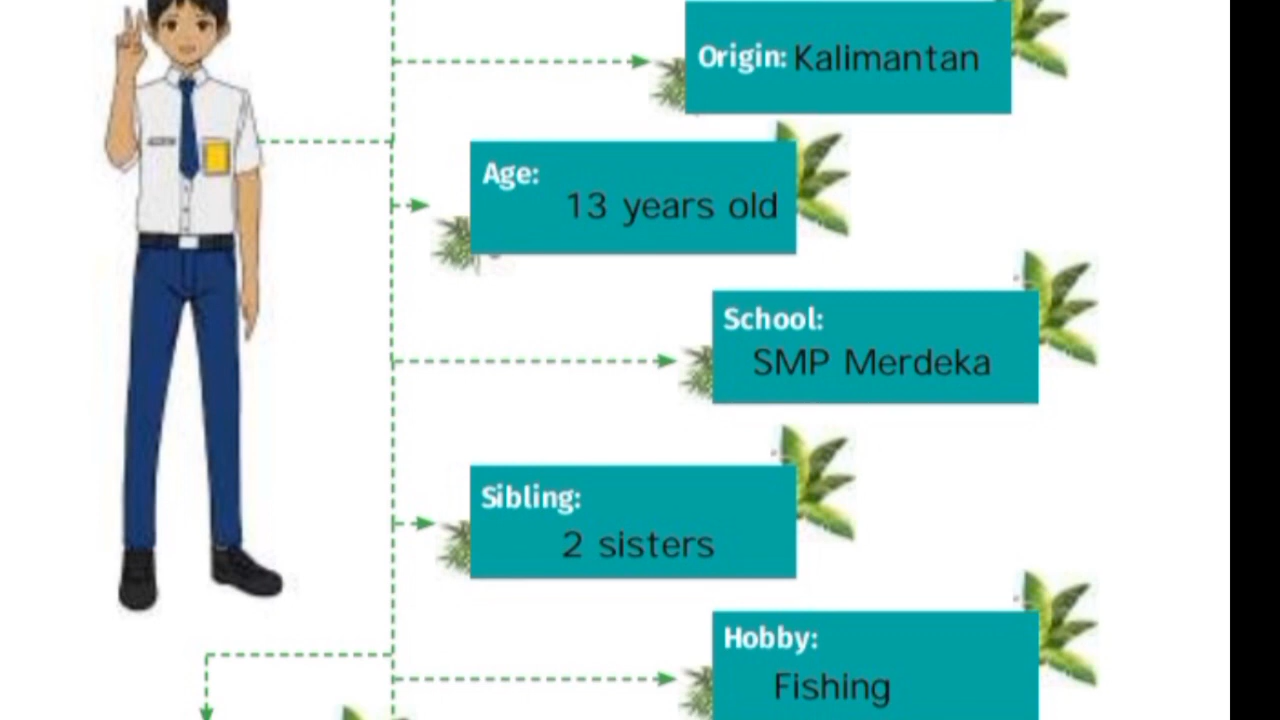 Origin: Kalimantan
Age:
13 years old
School:
SMP Merdeka
Sibling:
2 sisters
Hobby:
Fishing